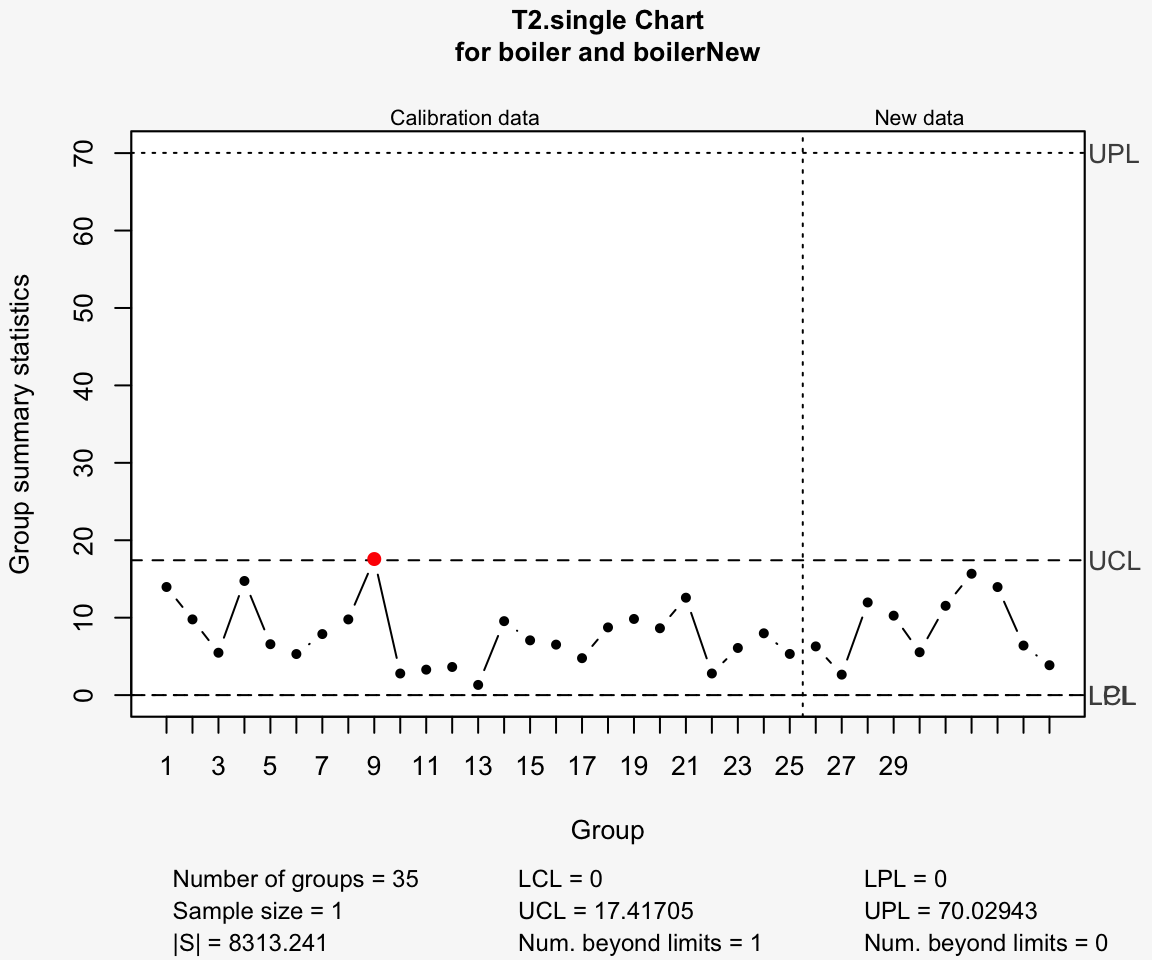 T2.single Chart
for boiler and boilerNew
Calibration data
New data
Group summary statistics
70
60
50
40
30
20
10
0
UPL
UCL
LPL
LCL
1 3 5 7 9 11 13 15 17 19 21 23 25 27 29
Group
Number of groups = 35
Sample size = 1
|S| = 8313.241
LCL = 0
UCL = 17.41705
Num. beyond limits = 1
LPL = 0
UPL = 70.02943
Num. beyond limits = 0